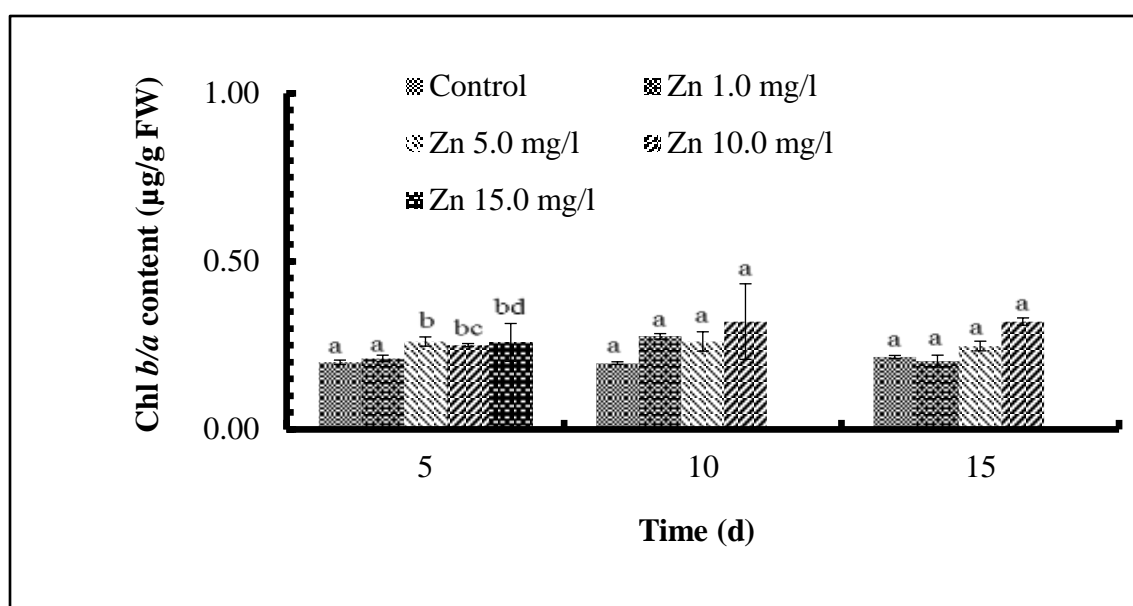 Chl b/a content (µg/g FW)
1.00
0.50
0.00
Control
Zn 1.0 mg/l
Zn 5.0 mg/l
Zn 10.0 mg/l
Zn 15.0 mg/l
a a b bc bd
a a a a
a a a a
5 10 15
Time (d)